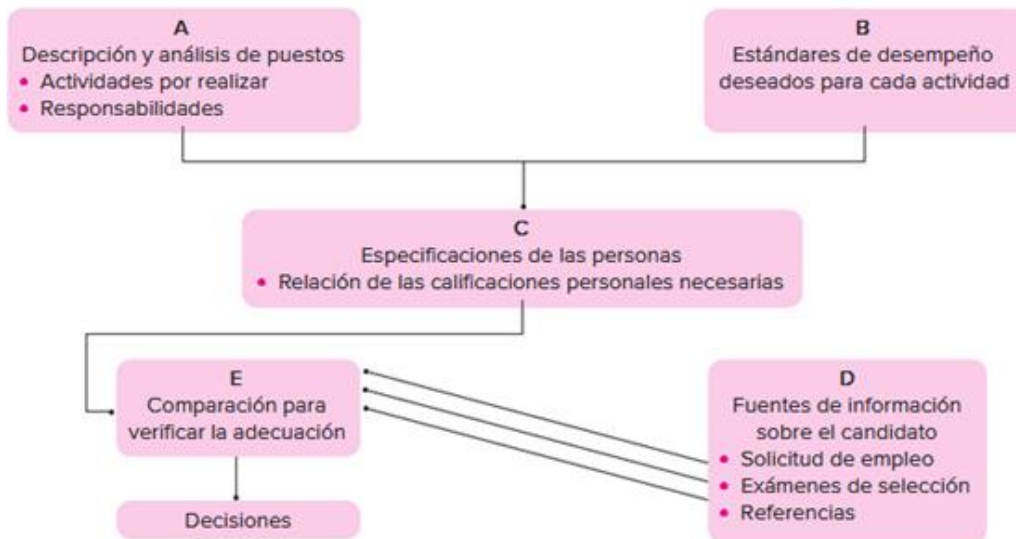 A
Descripción y análisis de puestos
• Actividades por realizar
• Responsabilidades
B
Estándares de desempeño
deseados para cada actividad
C
Especificaciones de las personas
• Relación de las calificaciones personales necesarias
E
Comparación para
verificar la adecuación
D
Fuentes de información
sobre el candidato
• Solicitud de empleo
• Exámenes de selección
• Referencias
Decisiones